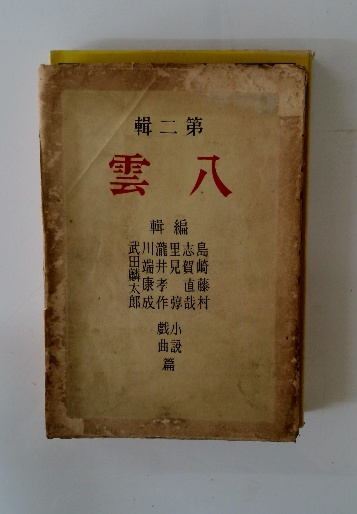 第二輯
八雲
編輯
島崎藤村
志賀直哉
里見弴
瀧井孝作
川端康成
武田麟太郎
小説
戯曲
篇